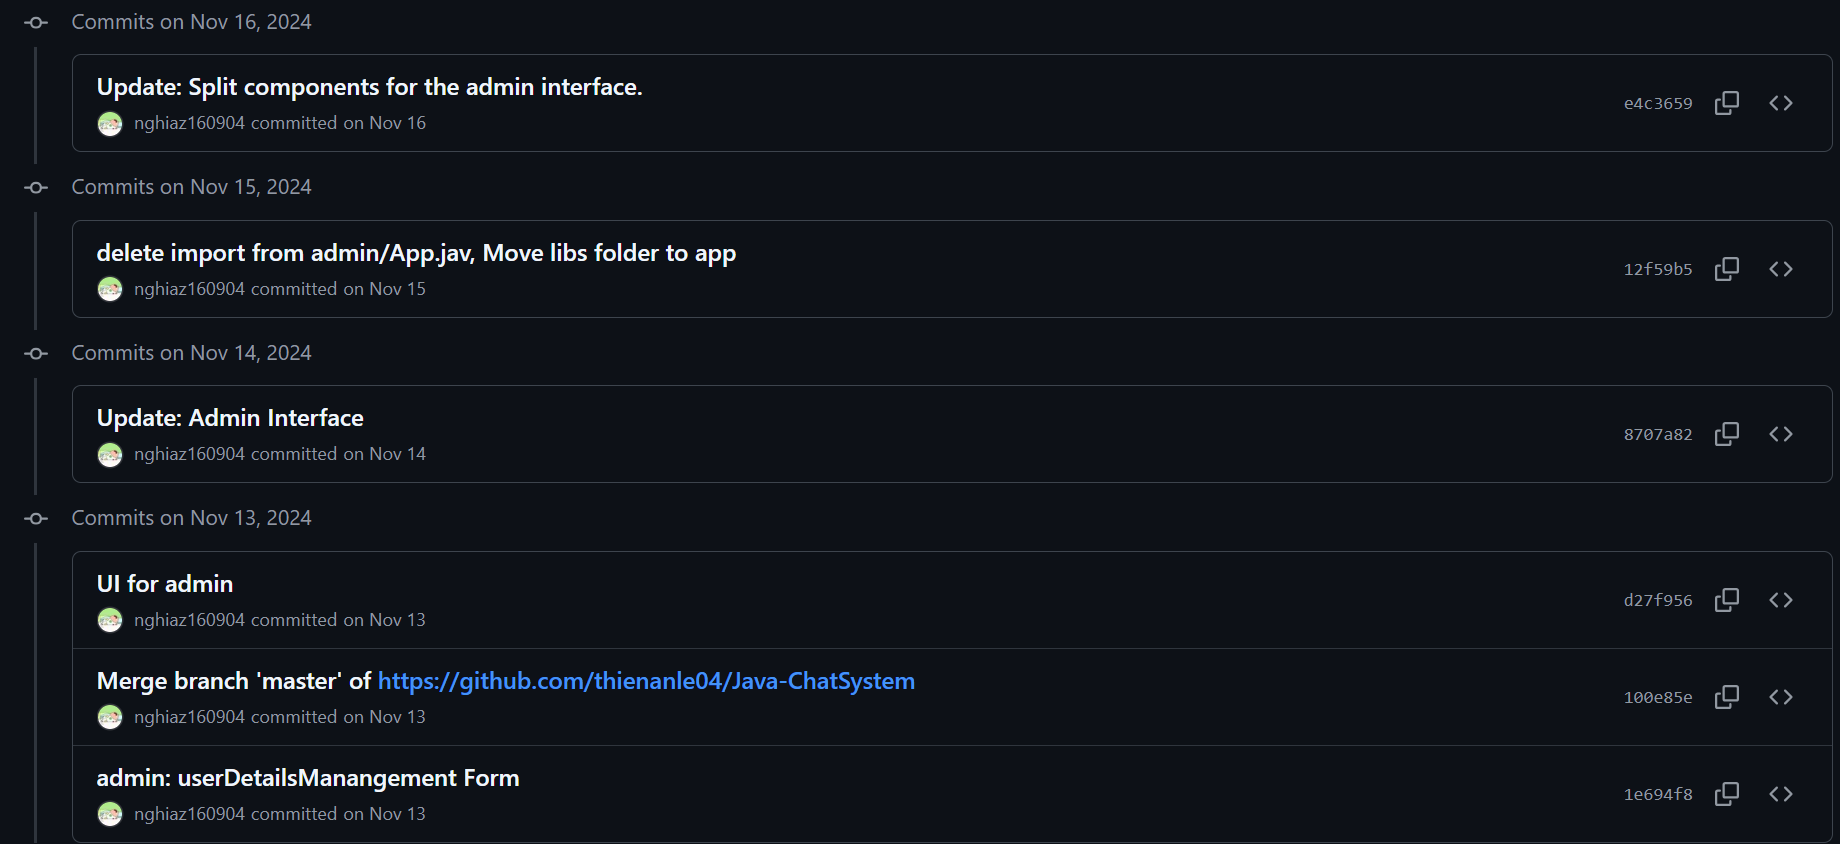 Commits on Nov 16, 2024
Update: Split components for the admin interface.
nghiaz160904 committed on Nov 16
e4c3659
Commits on Nov 15, 2024
delete import from admin/App.jav, Move libs folder to app
nghiaz160904 committed on Nov 15
12f59b5
Commits on Nov 14, 2024
Update: Admin Interface
nghiaz160904 committed on Nov 14
8707a82
Commits on Nov 13, 2024
UI for admin
nghiaz160904 committed on Nov 13
d27f956
Merge branch 'master' of https://github.com/thienanle04/Java-ChatSystem
nghiaz160904 committed on Nov 13
100e85e
admin: userDetailsManangement Form
nghiaz160904 committed on Nov 13
1e694f8